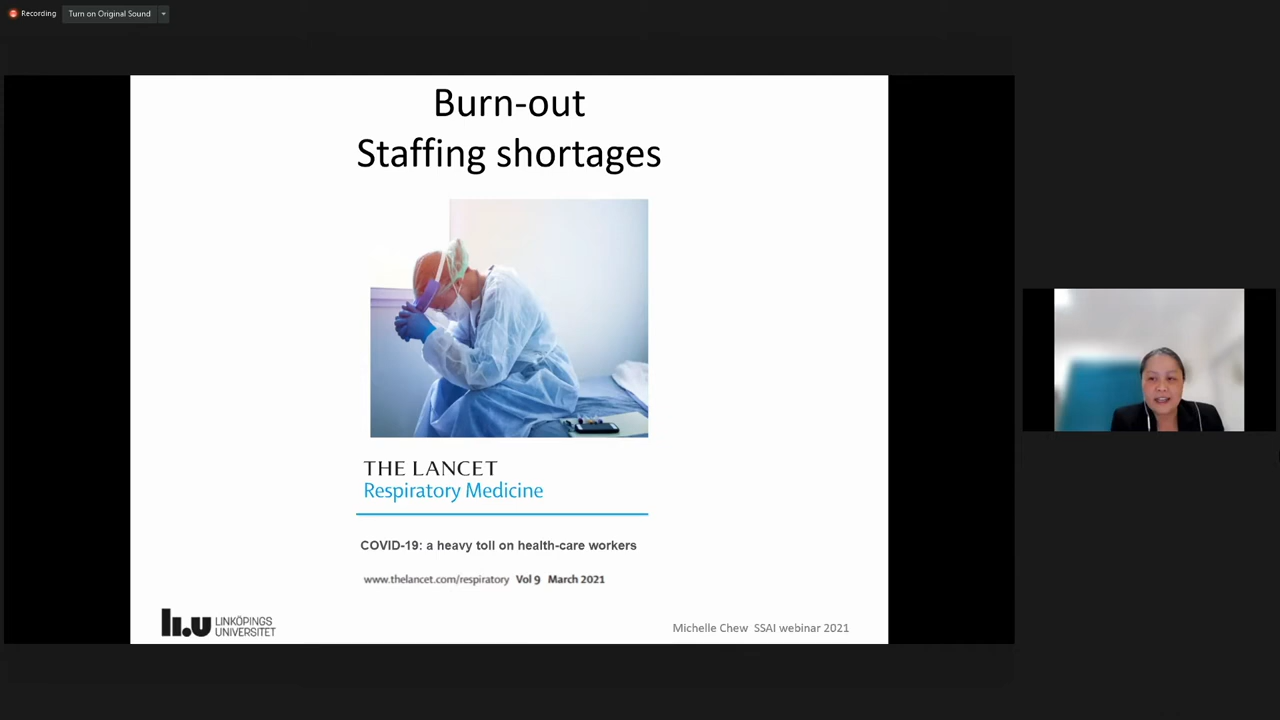 Recording
Turn on Original Sound
Burn-out
Staffing shortages
THE LANCET
Respiratory Medicine
COVID-19: a heavy toll on health-care workers
www.thelancet.com/respiratory Vol 9 March 2021
li.u LINKÖPINGS
UNIVERSITET
Michelle Chew SSAI webinar 2021